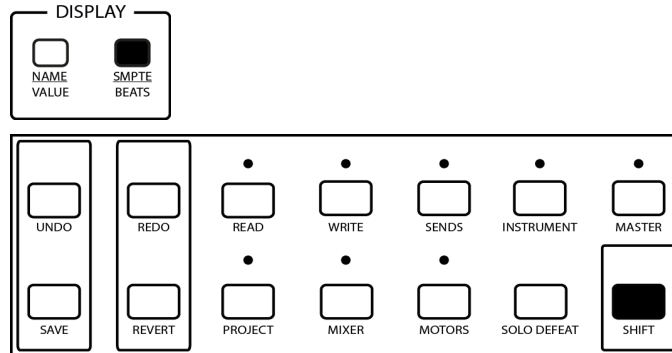 DISPLAY
NAME SMPTE
VALUE BEATS
UNDO REDO READ WRITE SENDS INSTRUMENT MASTER
SAVE REVERT PROJECT MIXER MOTORS SOLO DEFEAT SHIFT